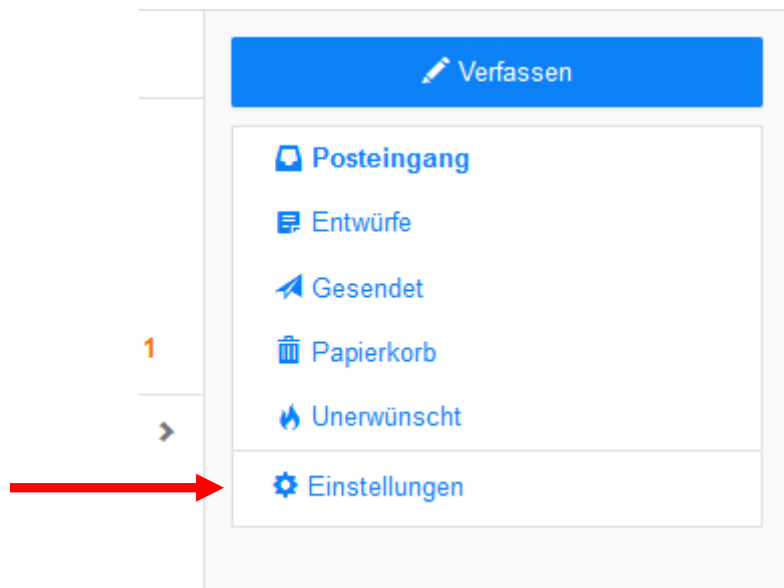 Verfassen
Posteingang
Entwürfe
Gesendet
1
Papierkorb
Unerwünscht
Einstellungen